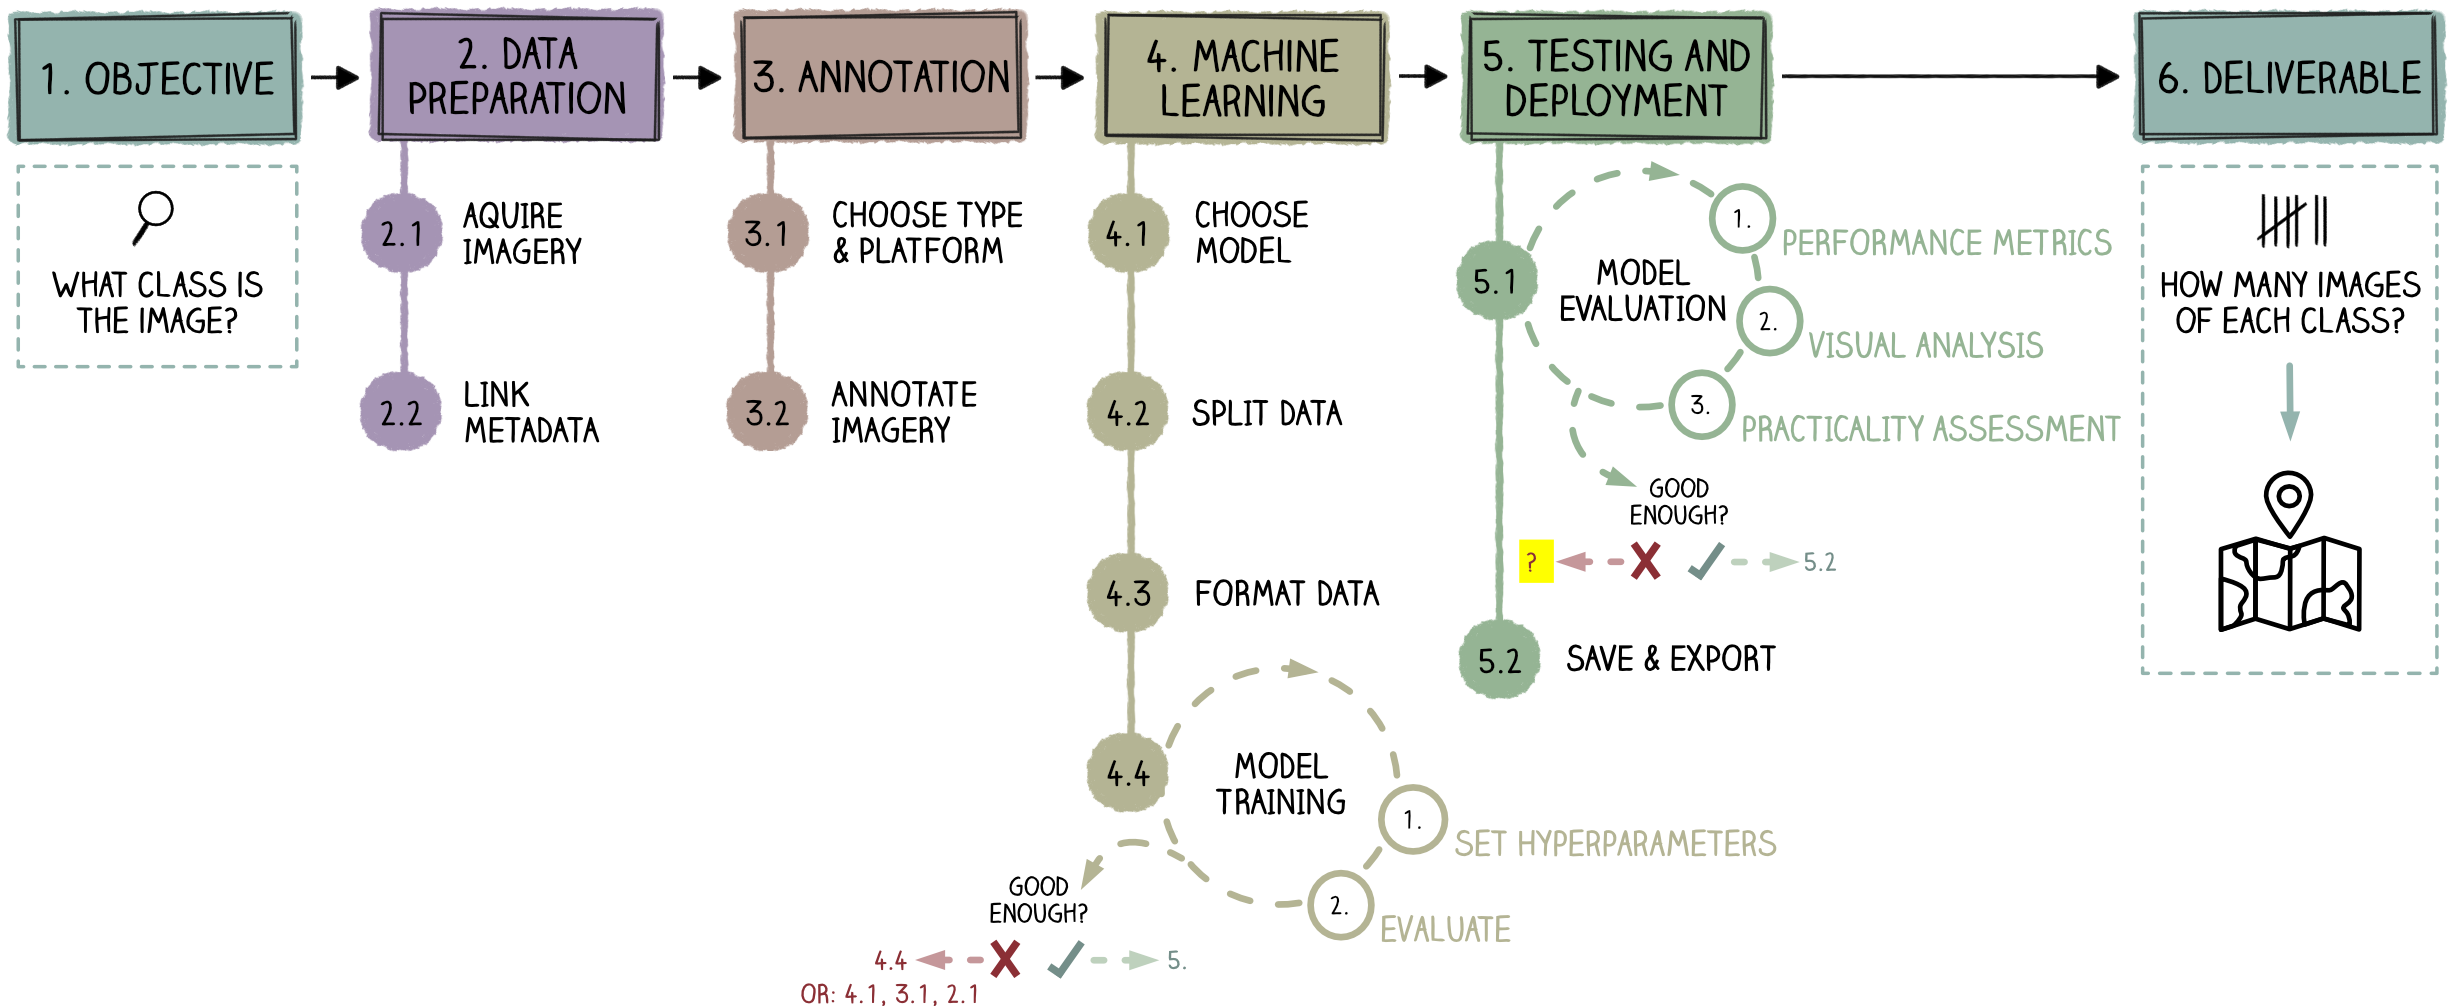 1. OBJECTIVE
WHAT CLASS IS
THE IMAGE?
2. DATA
PREPARATION
2.1
AQUIRE
IMAGERY
2.2
LINK
METADATA
3. ANNOTATION
3.1
CHOOSE TYPE
& PLATFORM
3.2
ANNOTATE
IMAGERY
4. MACHINE
LEARNING
4.1
CHOOSE
MODEL
4.2
SPLIT DATA
4.3
FORMAT DATA
4.4
MODEL
TRAINING
1.
SET HYPERPARAMETERS
2.
EVALUATE
GOOD
ENOUGH?
4.4
5.
OR: 4.1, 3.1, 2.1
5. TESTING AND
DEPLOYMENT
5.1
MODEL
EVALUATION
1.
PERFORMANCE METRICS
2.
VISUAL ANALYSIS
3.
PRACTICALITY ASSESSMENT
GOOD
ENOUGH?
?
5.2
5.2
SAVE & EXPORT
6. DELIVERABLE
HOW MANY IMAGES
OF EACH CLASS?